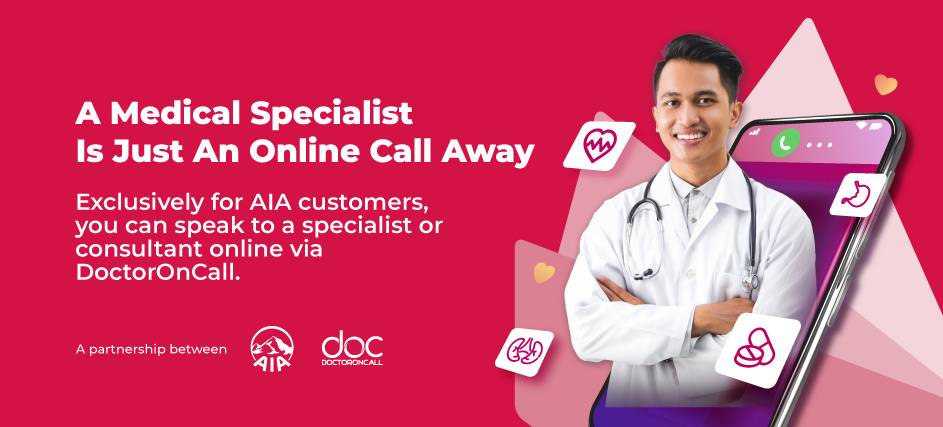 A Medical Specialist
Is Just An Online Call Away
Exclusively for AIA customers,
you can speak to a specialist or
consultant online via
DoctorOnCall.
A partnership between
AIA
doc
DOCTORONCALL